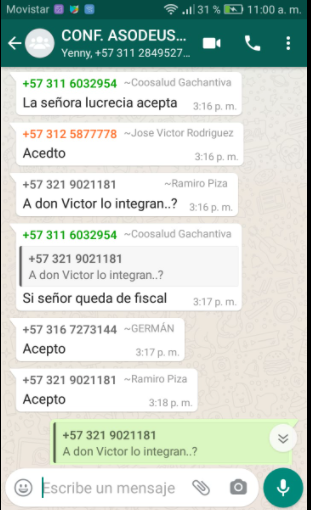 Movistar 31 % 11:00 a. m.
CONF. ASODEUS...
Yenny, +57 311 2849527...
+57 311 6032954 ~Coosalud Gachantiva
La señora lucrecia acepta 3:16 p. m.
+57 312 5877778 ~Jose Victor Rodriguez
Acedto 3:16 p. m.
+57 321 9021181 ~Ramiro Piza
A don Victor lo integran..? 3:16 p. m.
+57 311 6032954 ~Coosalud Gachantiva
+57 321 9021181
A don Victor lo integran..?
Si señor queda de fiscal 3:17 p. m.
+57 316 7273144 ~GERMÁN
Acepto 3:17 p. m.
+57 321 9021181 ~Ramiro Piza
Acepto 3:18 p. m.
+57 321 9021181
A don Victor lo integran..?
Escribe un mensaje